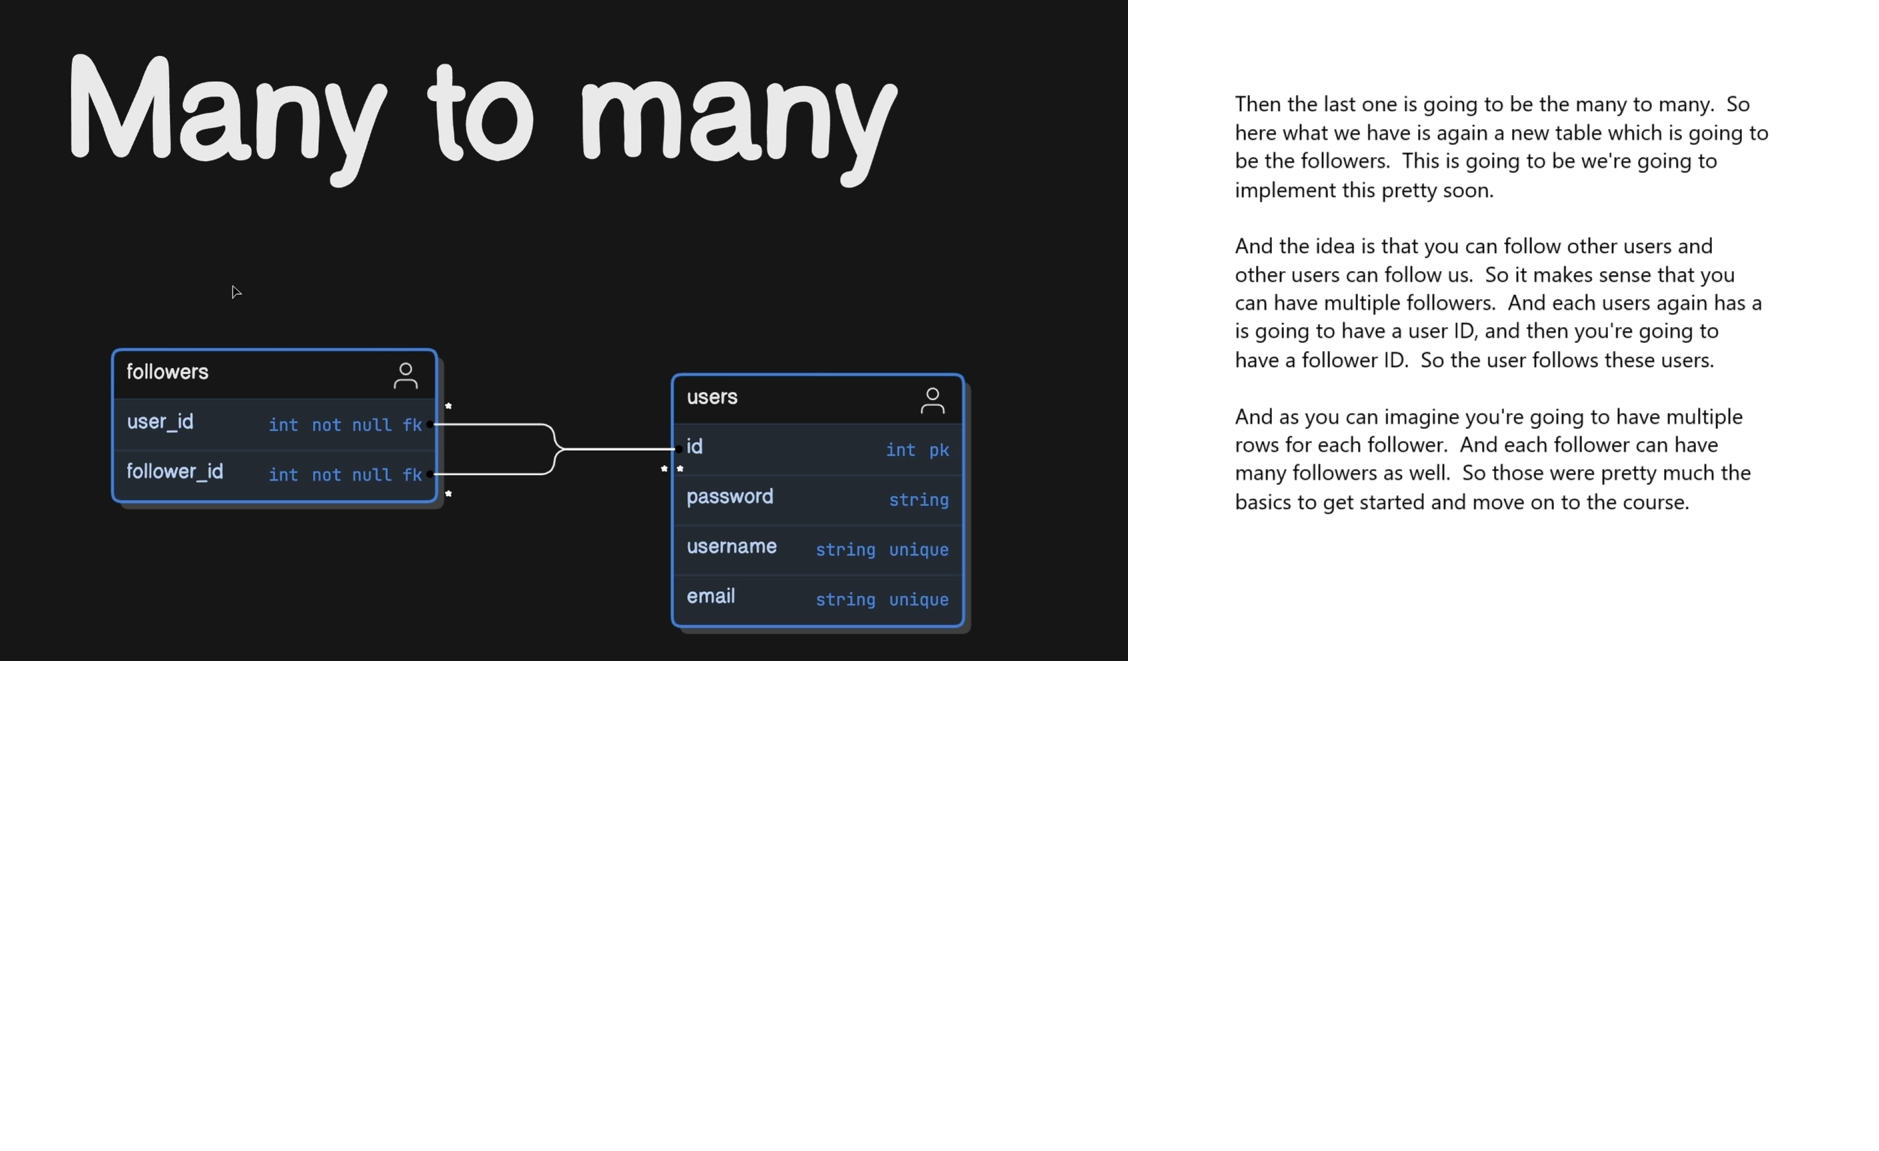 Many to many
followers
user_id int not null fk
follower_id int not null fk
*
*
users
id int pk
* *
password string
username string unique
email string unique
Then the last one is going to be the many to many.  So
here what we have is again a new table which is going to
be the followers.  This is going to be we're going to
implement this pretty soon.
And the idea is that you can follow other users and
other users can follow us.  So it makes sense that you
can have multiple followers.  And each users again has a
is going to have a user ID, and then you're going to
have a follower ID.  So the user follows these users.
And as you can imagine you're going to have multiple
rows for each follower.  And each follower can have
many followers as well.  So those were pretty much the
basics to get started and move on to the course.